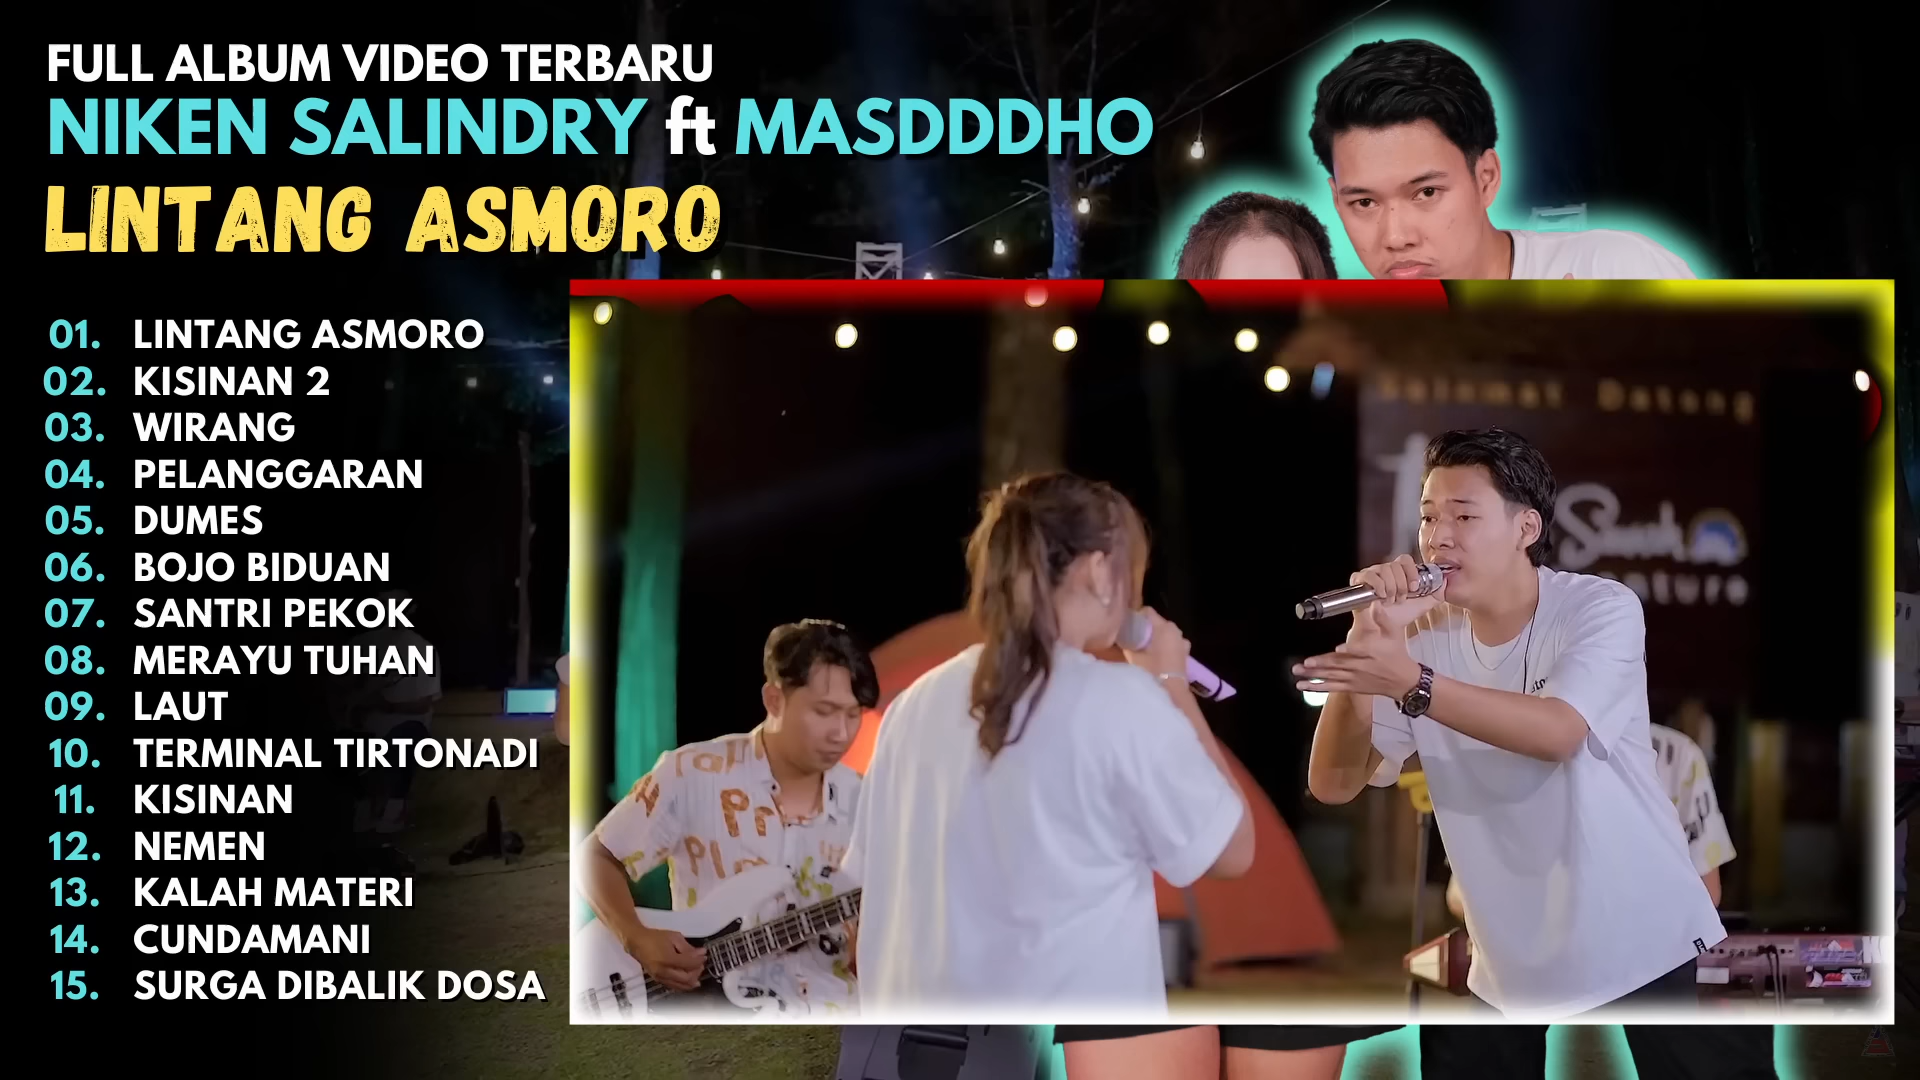 FULL ALBUM VIDEO TERBARU
NIKEN SALINDRY ft MASDDDHO
LINTANG ASMORO
01. LINTANG ASMORO
02. KISINAN 2
03. WIRANG
04. PELANGGARAN
05. DUMES
06. BOJO BIDUAN
07. SANTRI PEKOK
08. MERAYU TUHAN
09. LAUT
10. TERMINAL TIRTONADI
11. KISINAN
12. NEMEN
13. KALAH MATERI
14. CUNDAMANI
15. SURGA DIBALIK DOSA
Selamat Datang